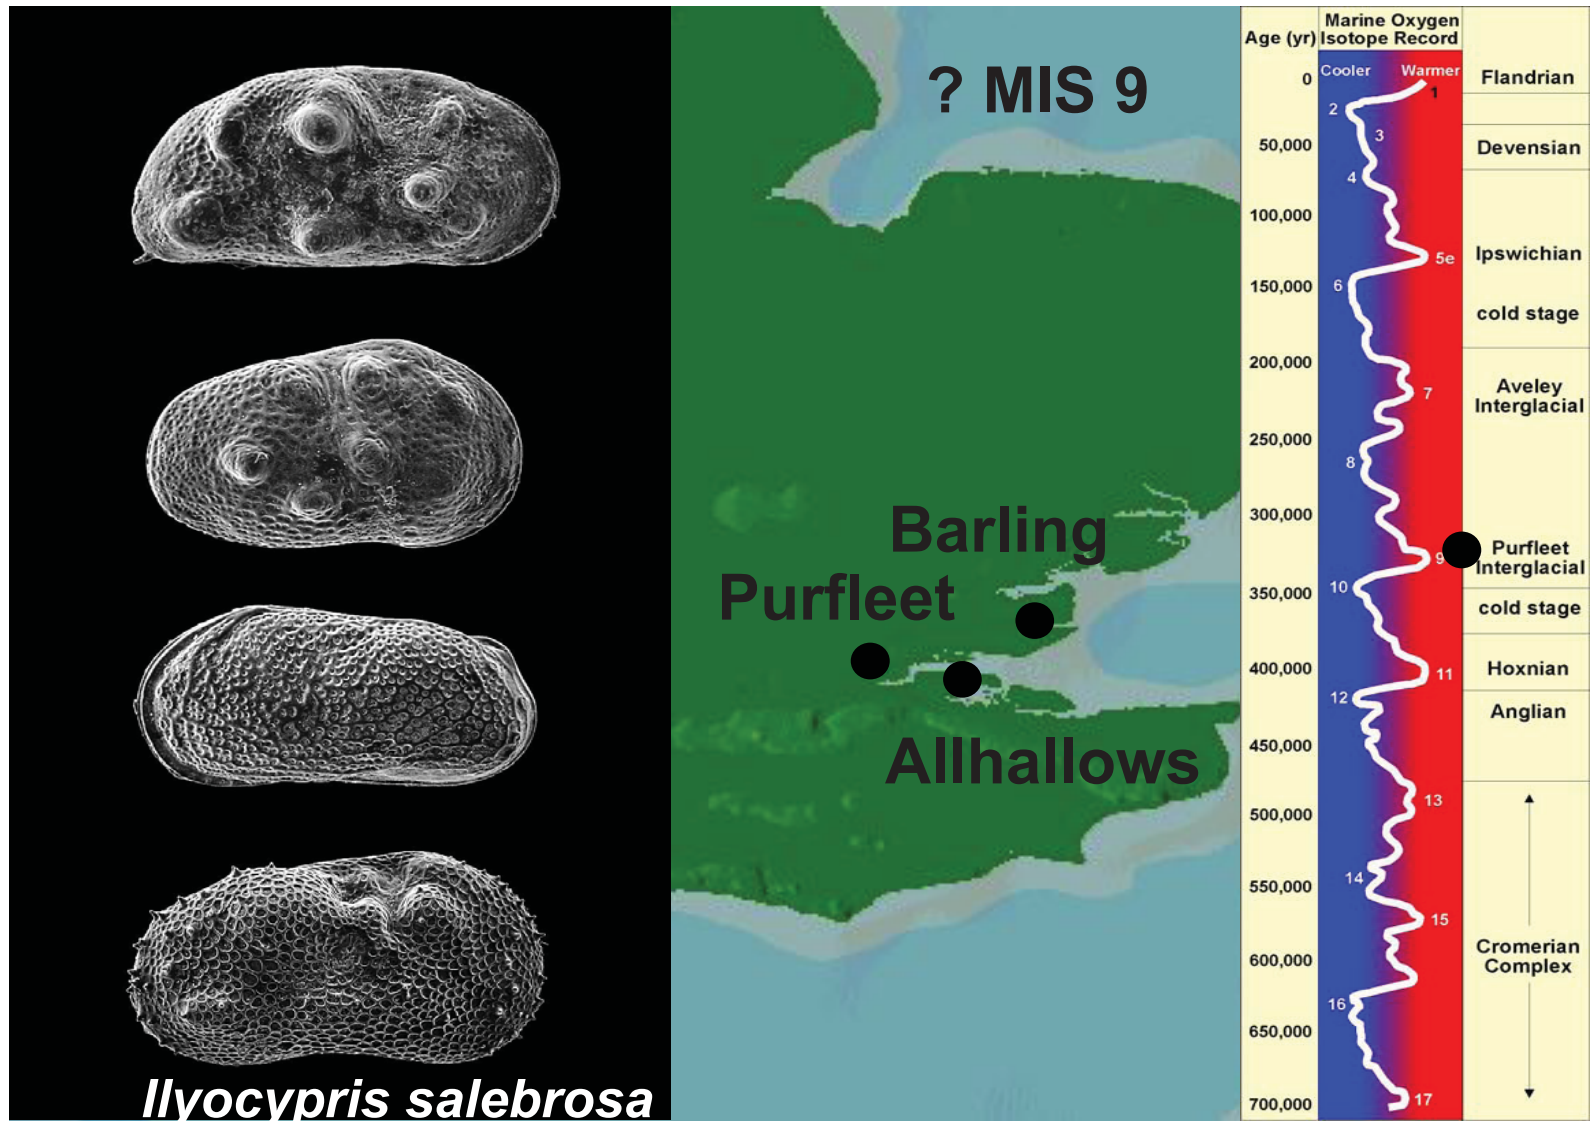 Ilyocypris salebrosa
? MIS 9
Barling
Purfleet
Allhallows
Age (yr)
Marine Oxygen
Isotope Record
Cooler Warmer
0
50,000
100,000
150,000
200,000
250,000
300,000
350,000
400,000
450,000
500,000
550,000
600,000
650,000
700,000
1
2
3
4
5e
6
7
8
9
10
11
12
13
14
15
16
17
Flandrian
Devensian
Ipswichian
cold stage
Aveley
Interglacial
Purfleet
Interglacial
cold stage
Hoxnian
Anglian
Cromerian
Complex